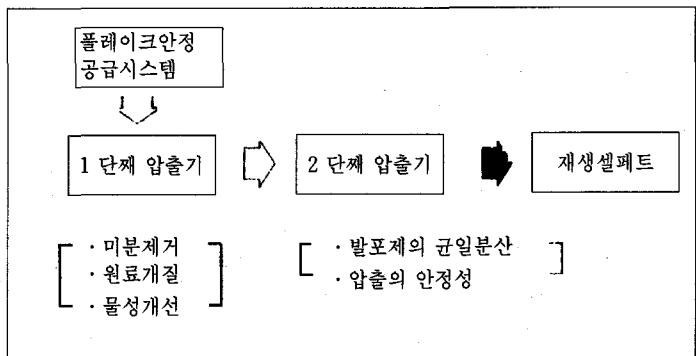 플레이크안정
공급시스템
1 단째 압출기
2 단째 압출기
재생셀페트
· 미분제거
· 원료개질
· 물성개선
· 발포제의 균일분산
· 압출의 안정성